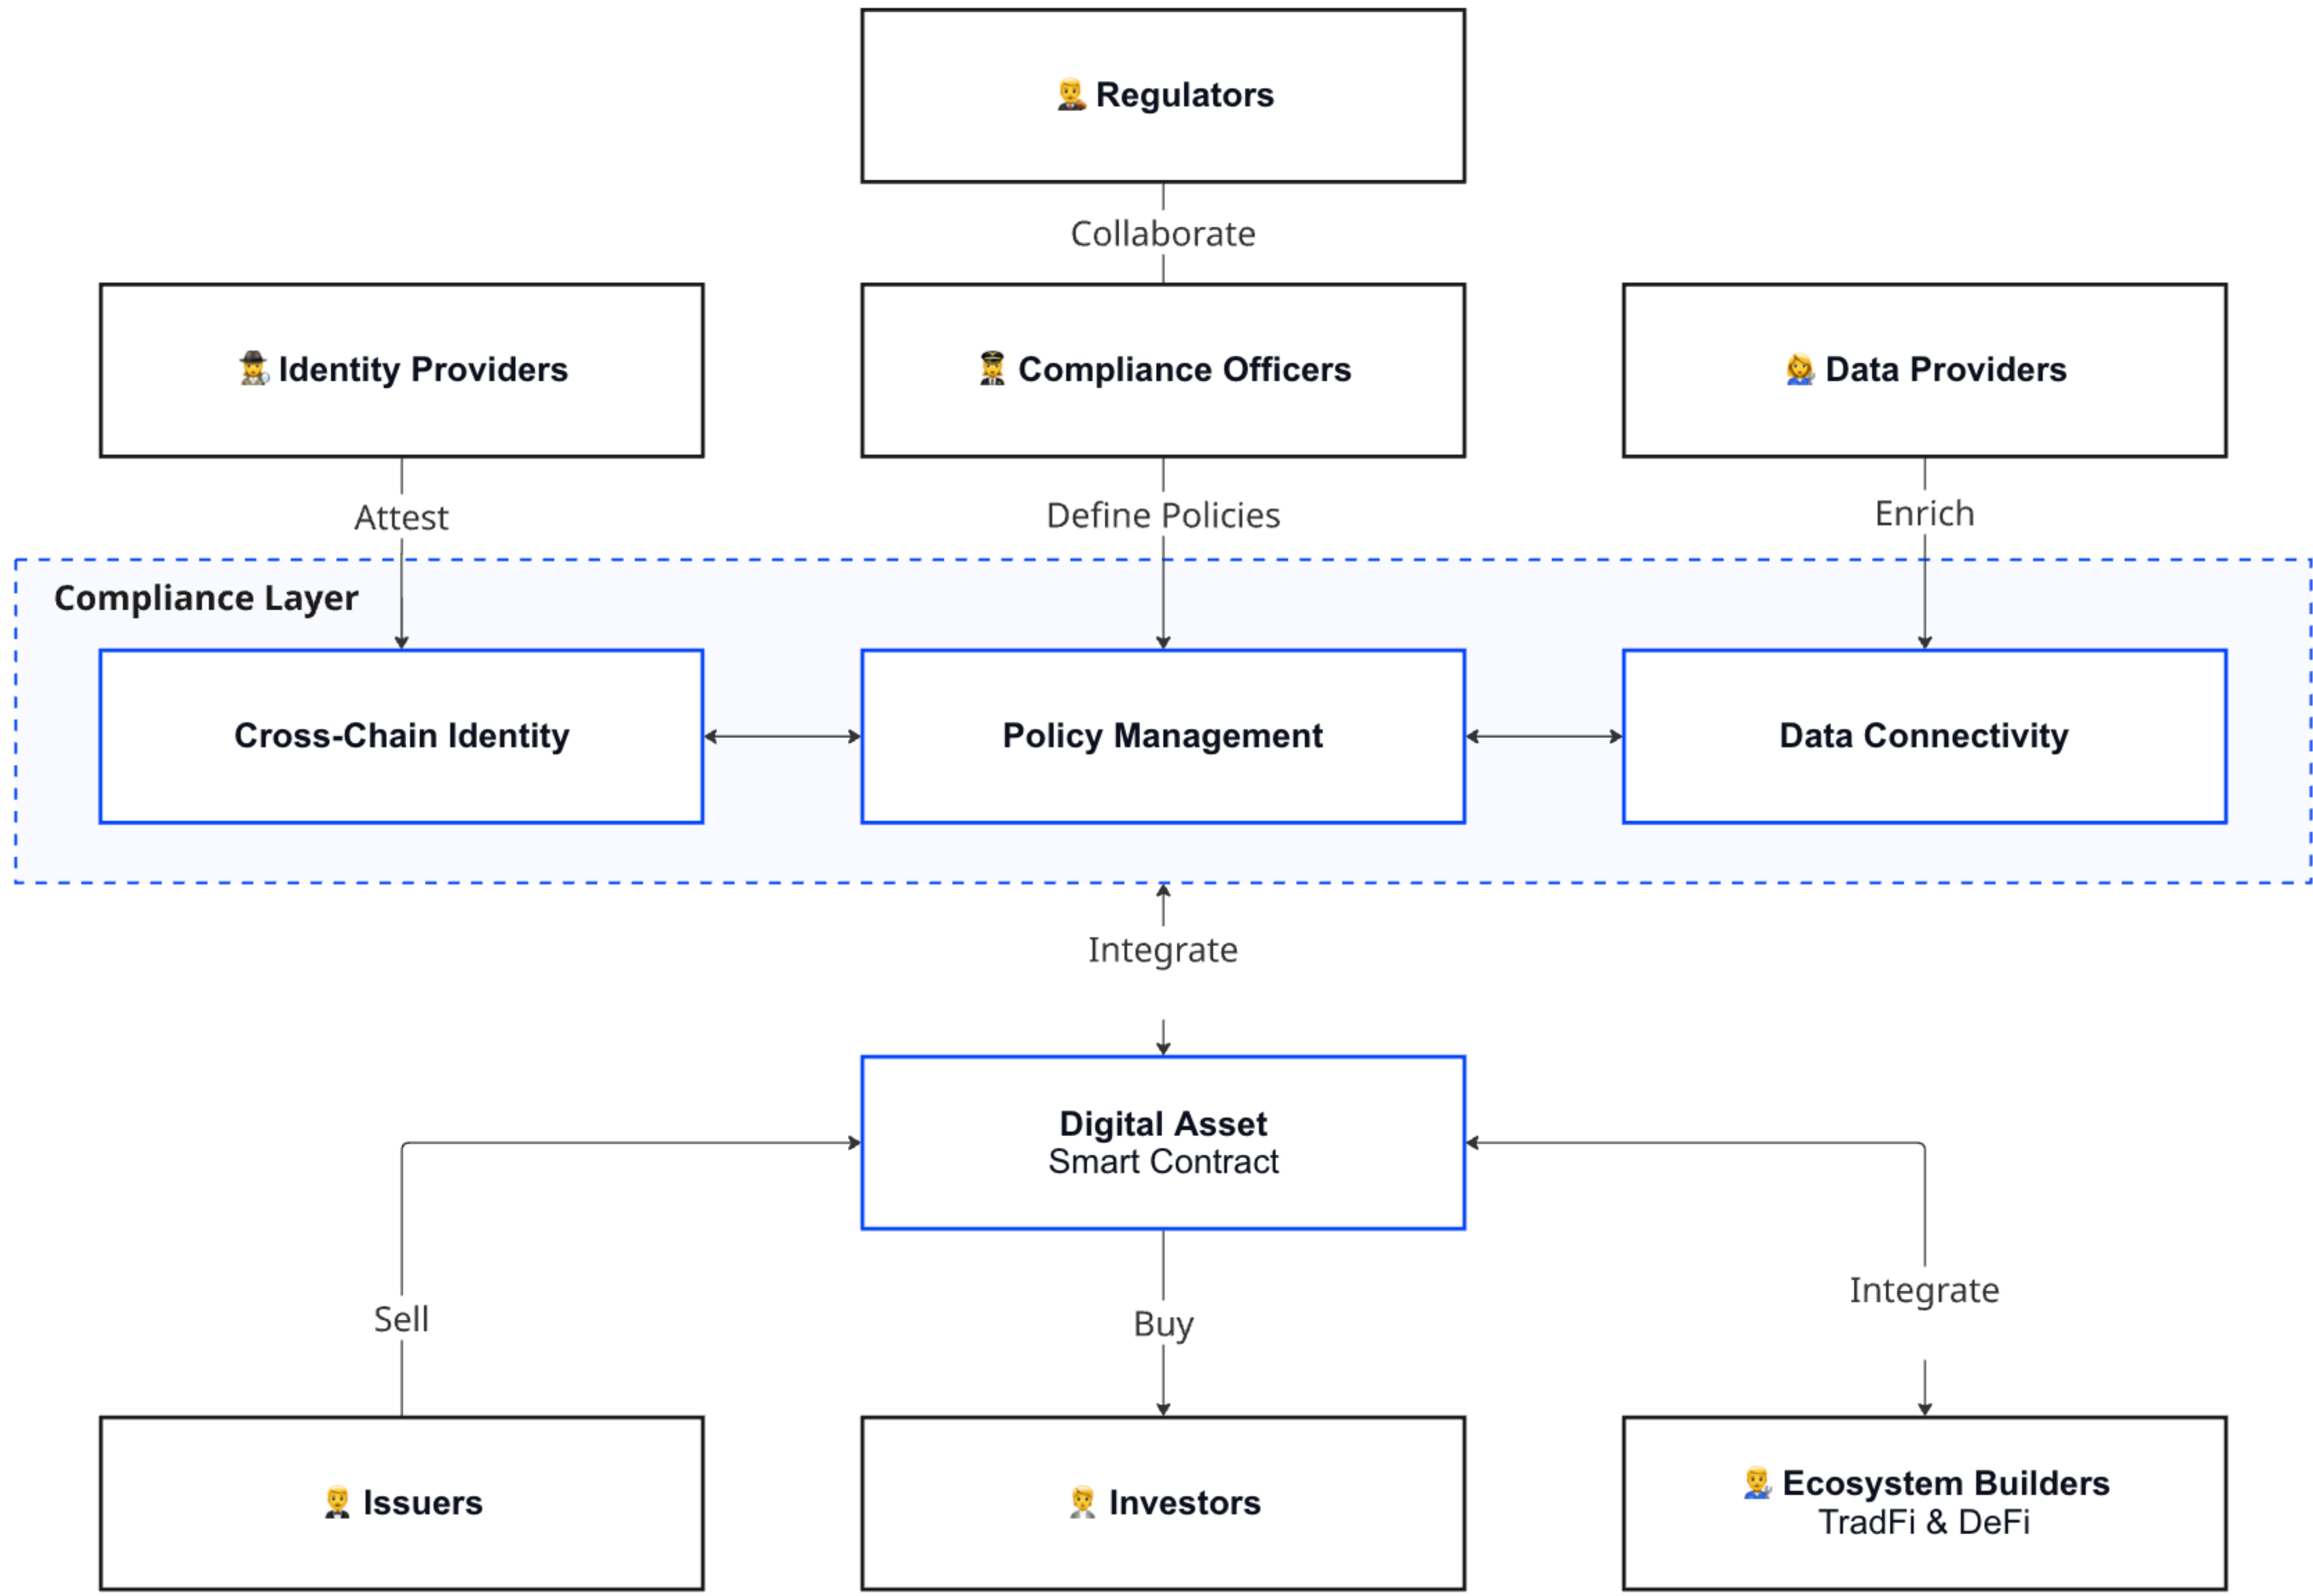 Regulators
Collaborate
Identity Providers
Compliance Officers
Data Providers
Attest
Define Policies
Enrich
Compliance Layer
Cross-Chain Identity
Policy Management
Data Connectivity
Integrate
Digital Asset
Smart Contract
Sell
Buy
Integrate
Issuers
Investors
Ecosystem Builders
TradFi & DeFi